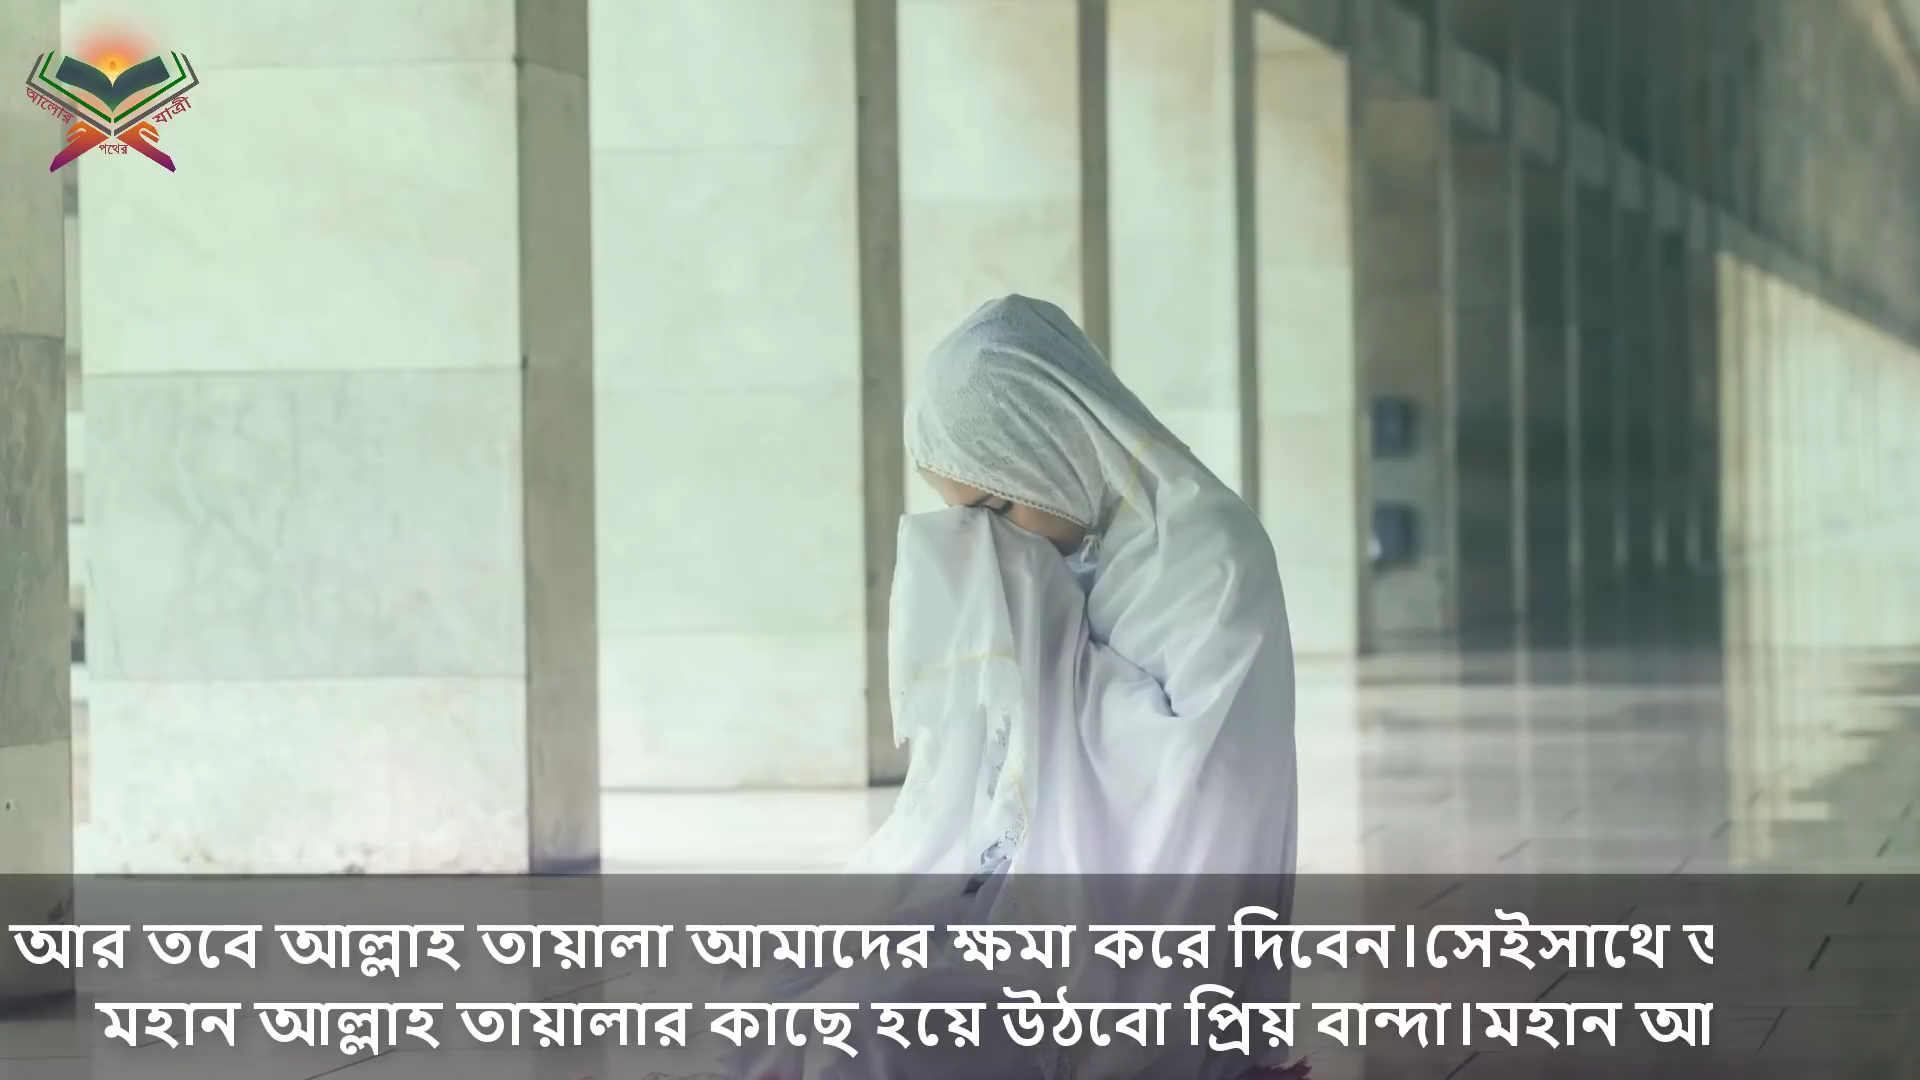 আলোর
যাত্রী
পথের
আর তবে আল্লাহ তায়ালা আমাদের ক্ষমা করে দিবেন।সেইসাথে
মহান আল্লাহ তায়ালার কাছে হয়ে উঠবো প্রিয় বান্দা।মহান আ